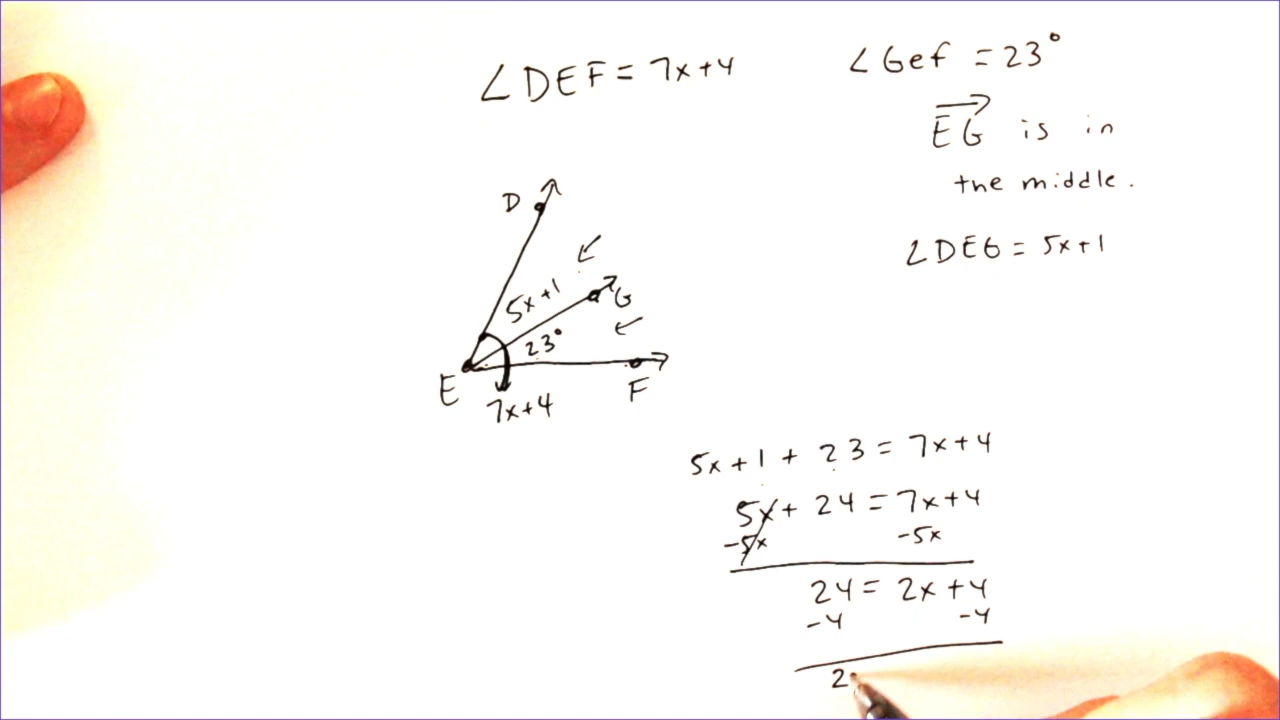 ∠DEF = 7x+4
∠Gef = 23°
EG is in
the middle.
∠DEG = 5x+1
D
5x+1
G
23°
E
F
7x+4
5x+1 + 23 = 7x+4
5x + 24 = 7x+4
-5x -5x
24 = 2x+4
-4 -4
2